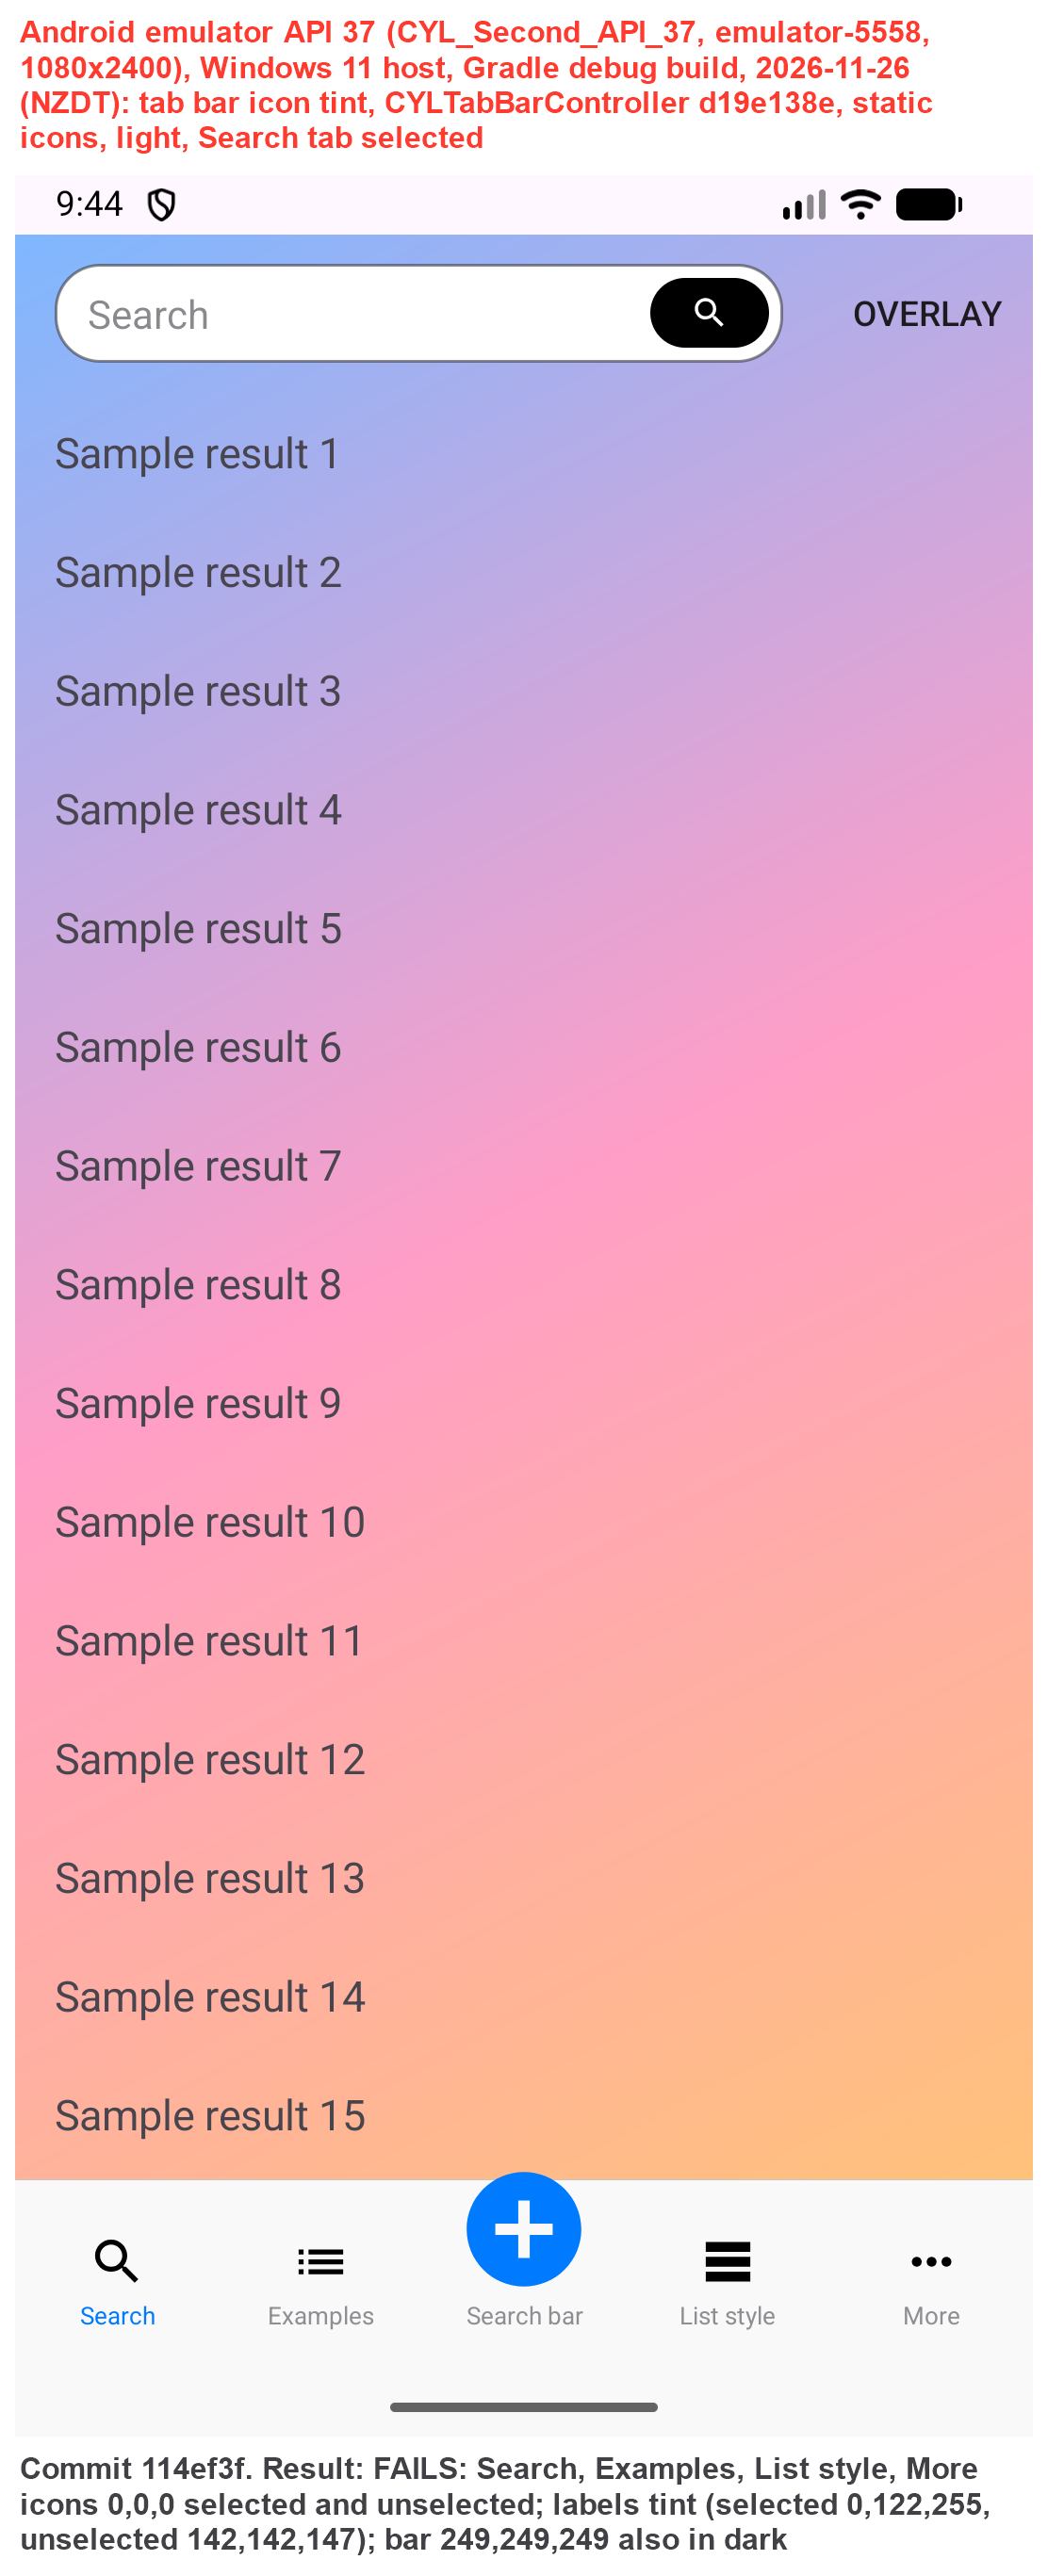 Android emulator API 37 (CYL_Second_API_37, emulator-5558,
1080x2400), Windows 11 host, Gradle debug build, 2026-11-26
(NZDT): tab bar icon tint, CYLTabBarController d19e138e, static
icons, light, Search tab selected
9:44
Search
OVERLAY
Sample result 1
Sample result 2
Sample result 3
Sample result 4
Sample result 5
Sample result 6
Sample result 7
Sample result 8
Sample result 9
Sample result 10
Sample result 11
Sample result 12
Sample result 13
Sample result 14
Sample result 15
Search
Examples
Search bar
List style
More
Commit 114ef3f. Result: FAILS: Search, Examples, List style, More
icons 0,0,0 selected and unselected; labels tint (selected 0,122,255,
unselected 142,142,147); bar 249,249,249 also in dark